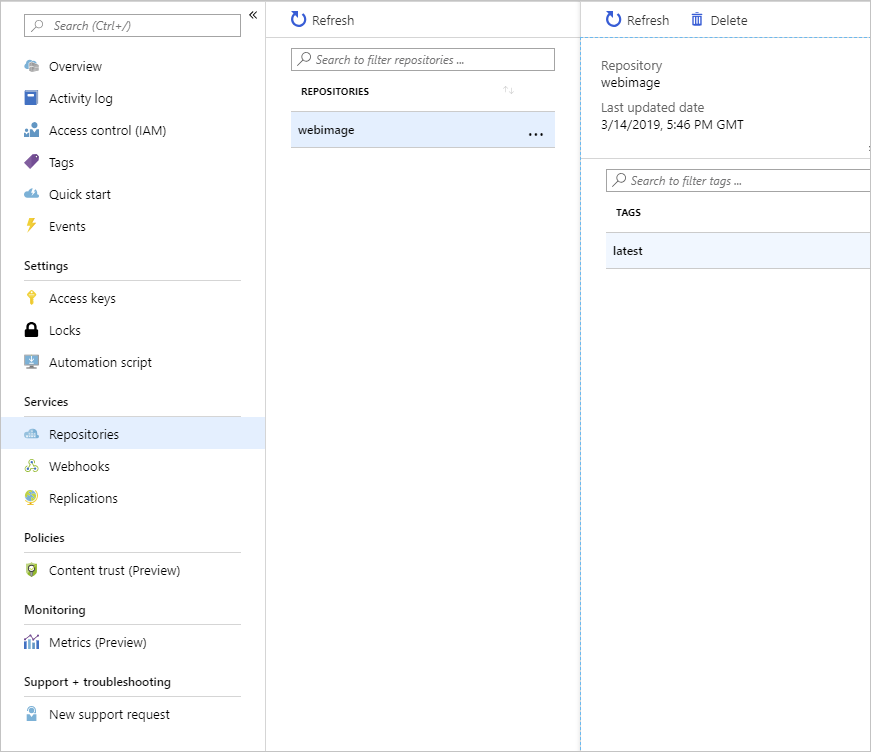 Search (Ctrl+/)
«
Overview
Activity log
Access control (IAM)
Tags
Quick start
Events
Settings
Access keys
Locks
Automation script
Services
Repositories
Webhooks
Replications
Policies
Content trust (Preview)
Monitoring
Metrics (Preview)
Support + troubleshooting
New support request
Refresh
Search to filter repositories ...
REPOSITORIES
webimage
...
Refresh Delete
Repository
webimage
Last updated date
3/14/2019, 5:46 PM GMT
Search to filter tags ...
TAGS
latest